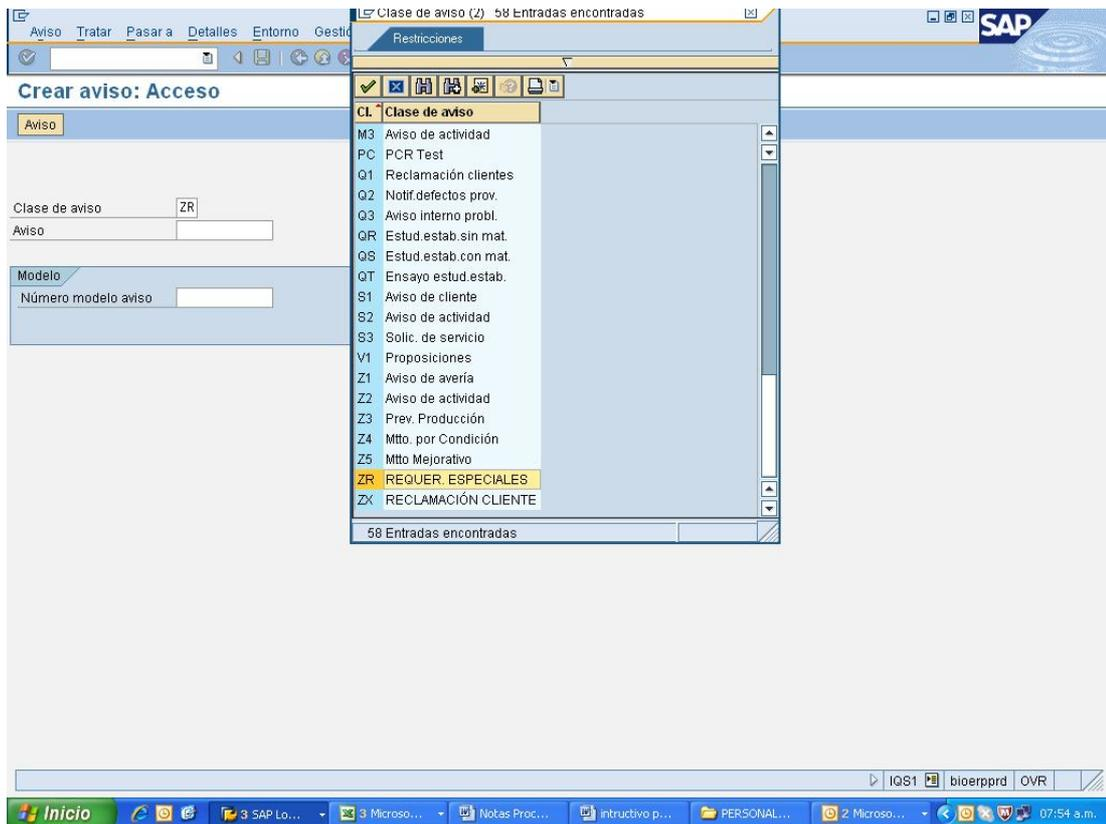 Clase de aviso (2) 58 Entradas encontradas
SAP
Aviso Tratar Pasar a Detalles Entorno
Restricciones
Crear aviso: Acceso
Aviso
Cl. Clase de aviso
M3 Aviso de actividad
PC PCR Test
Q1 Reclamación clientes
Q2 Notif.defectos prov.
Q3 Aviso interno probl.
QR Estud.estab.sin mat.
QS Estud.estab.con mat.
QT Ensayo estud.estab.
S1 Aviso de cliente
S2 Aviso de actividad
S3 Solic. de servicio
V1 Proposiciones
Z1 Aviso de avería
Z2 Aviso de actividad
Z3 Prev. Producción
Z4 Mtto. por Condición
Z5 Mtto Mejorativo
ZR REQUER. ESPECIALES
ZX RECLAMACIÓN CLIENTE
58 Entradas encontradas
Clase de aviso ZR
Aviso
Modelo
Número modelo aviso
IQS1 bioerpprd OVR
Inicio 3 SAP Lo... 3 Microso... Notas Proc... intructivo p... PERSONAL... 2 Microso... 07:54 a.m.